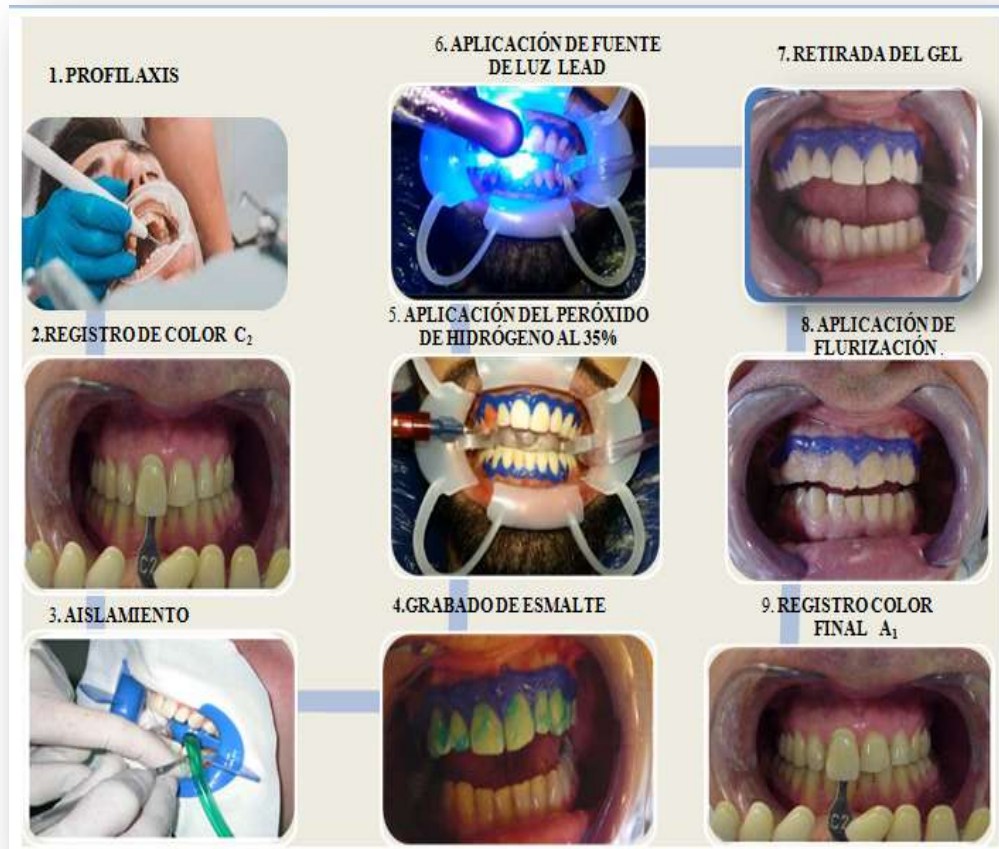 1. PROFILAXIS
2.REGISTRO DE COLOR C₂
C2
3. AISLAMIENTO
4.GRABADO DE ESMALTE
5. APLICACIÓN DEL PERÓXIDO
DE HIDRÓGENO AL 35%
6. APLICACIÓN DE FUENTE
DE LUZ LEAD
7. RETIRADA DEL GEL
8. APLICACIÓN DE
FLURIZACIÓN.
9. REGISTRO COLOR
FINAL A₁
C2